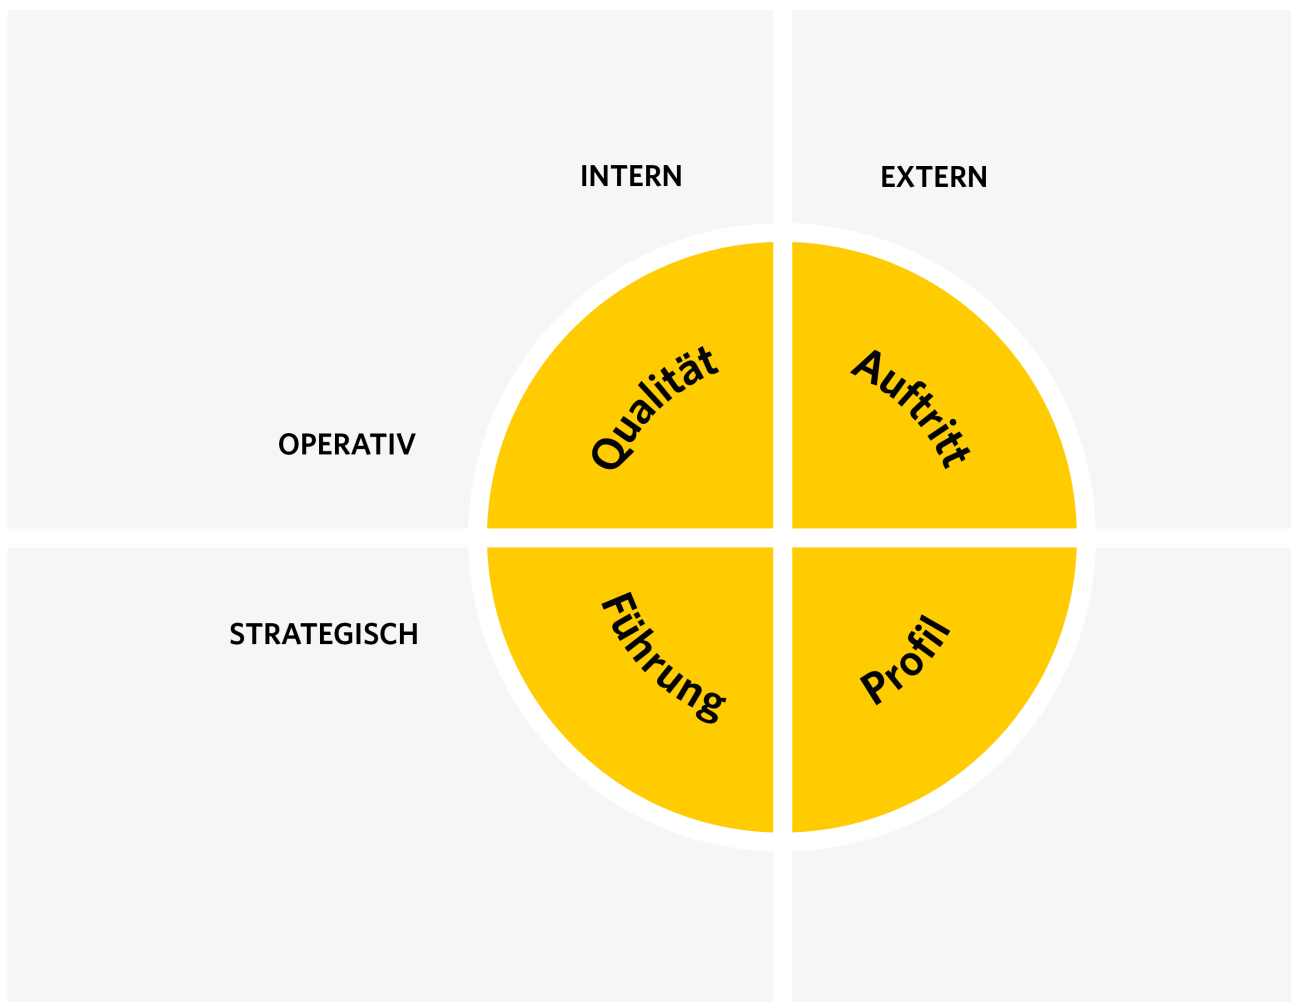 INTERN
EXTERN
Qualität
Auftritt
OPERATIV
Führung
Profil
STRATEGISCH